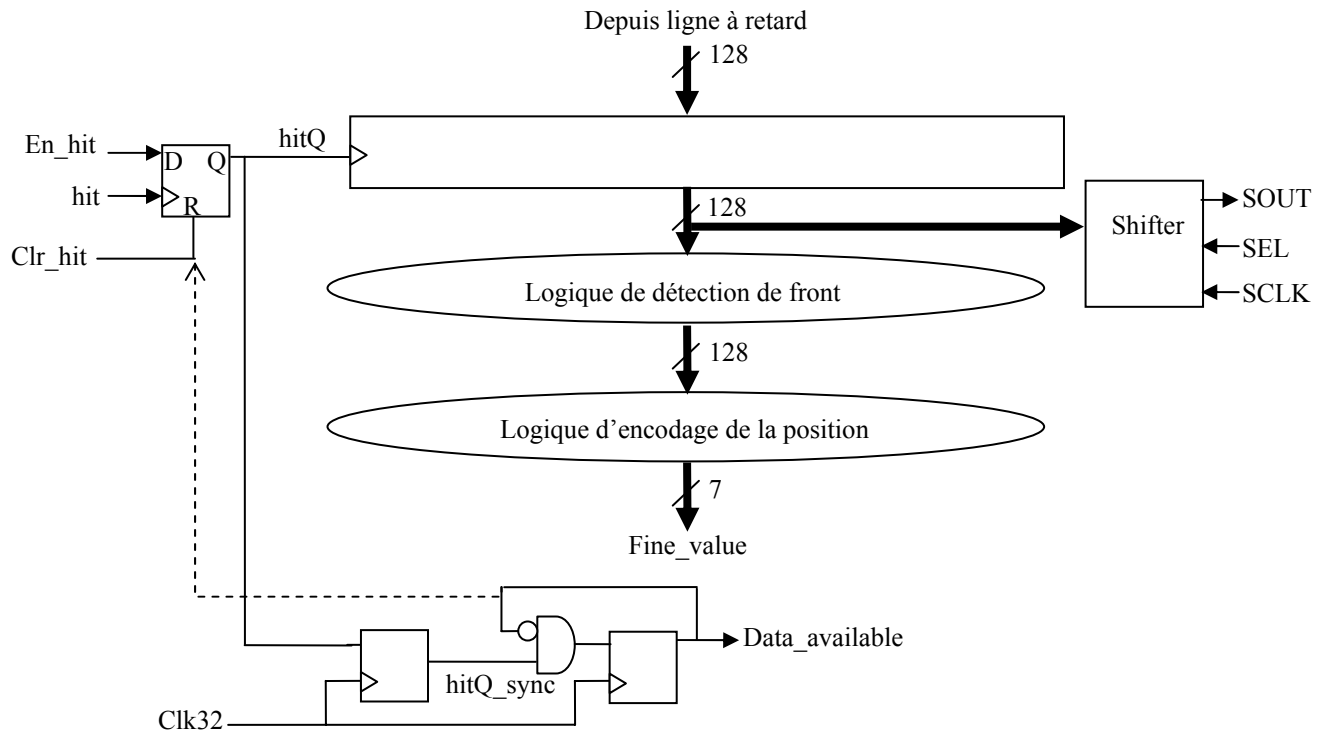 Depuis ligne à retard
128
En_hit
D Q
hitQ
hit
R
Clr_hit
128
Shifter
SOUT
SEL
SCLK
Logique de détection de front
128
Logique d'encodage de la position
7
Fine_value
Data_available
hitQ_sync
Clk32